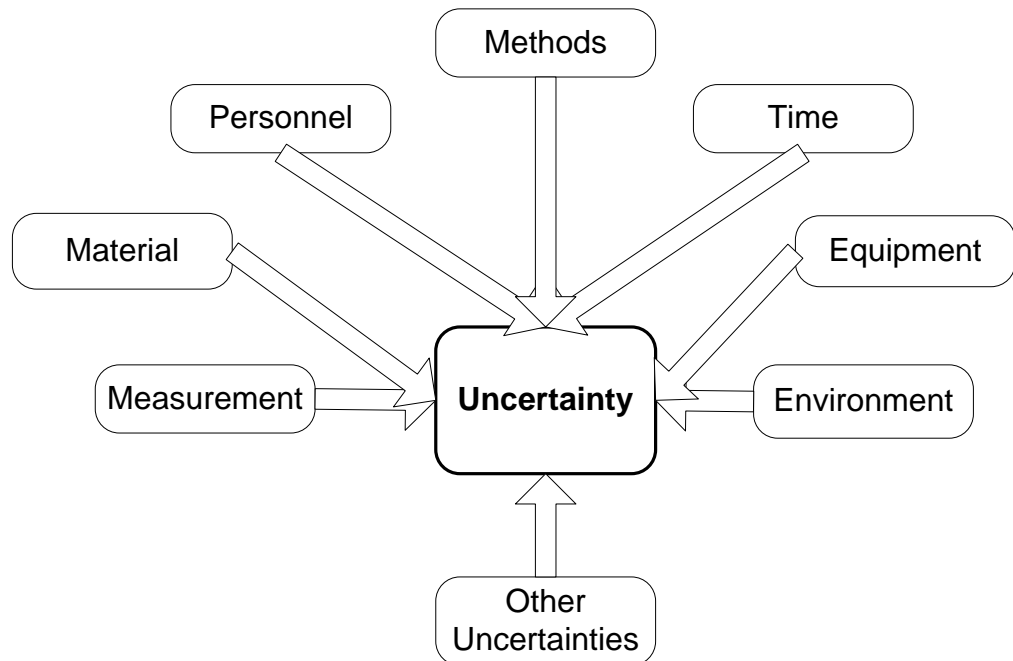 Methods
Personnel
Time
Material
Equipment
Measurement
Uncertainty
Environment
Other
Uncertainties